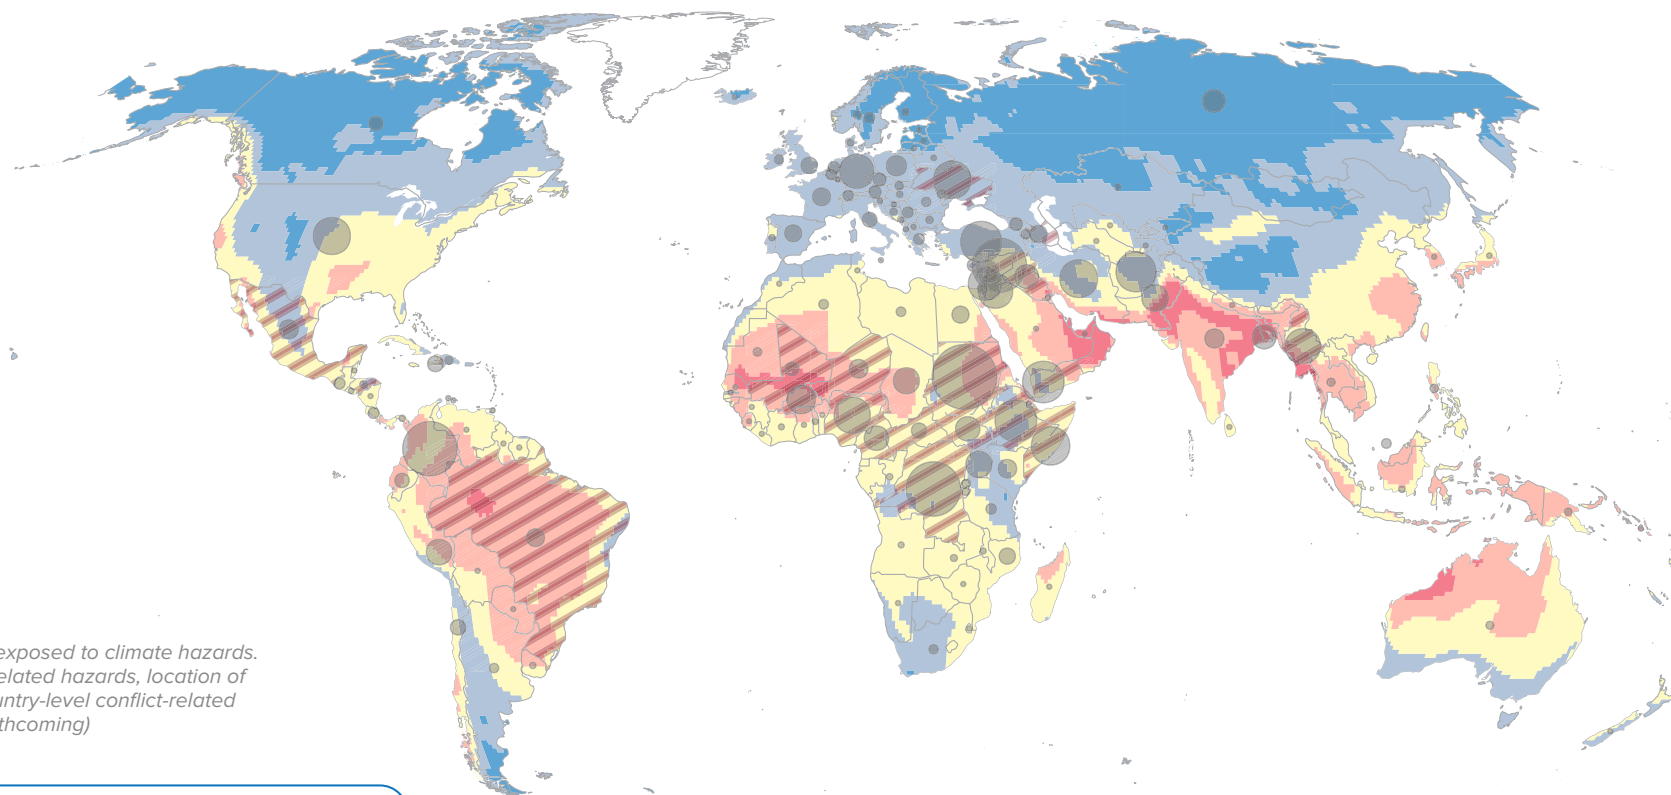 exposed to climate hazards.
elated hazards, location of
untry-level conflict-related
thcoming)